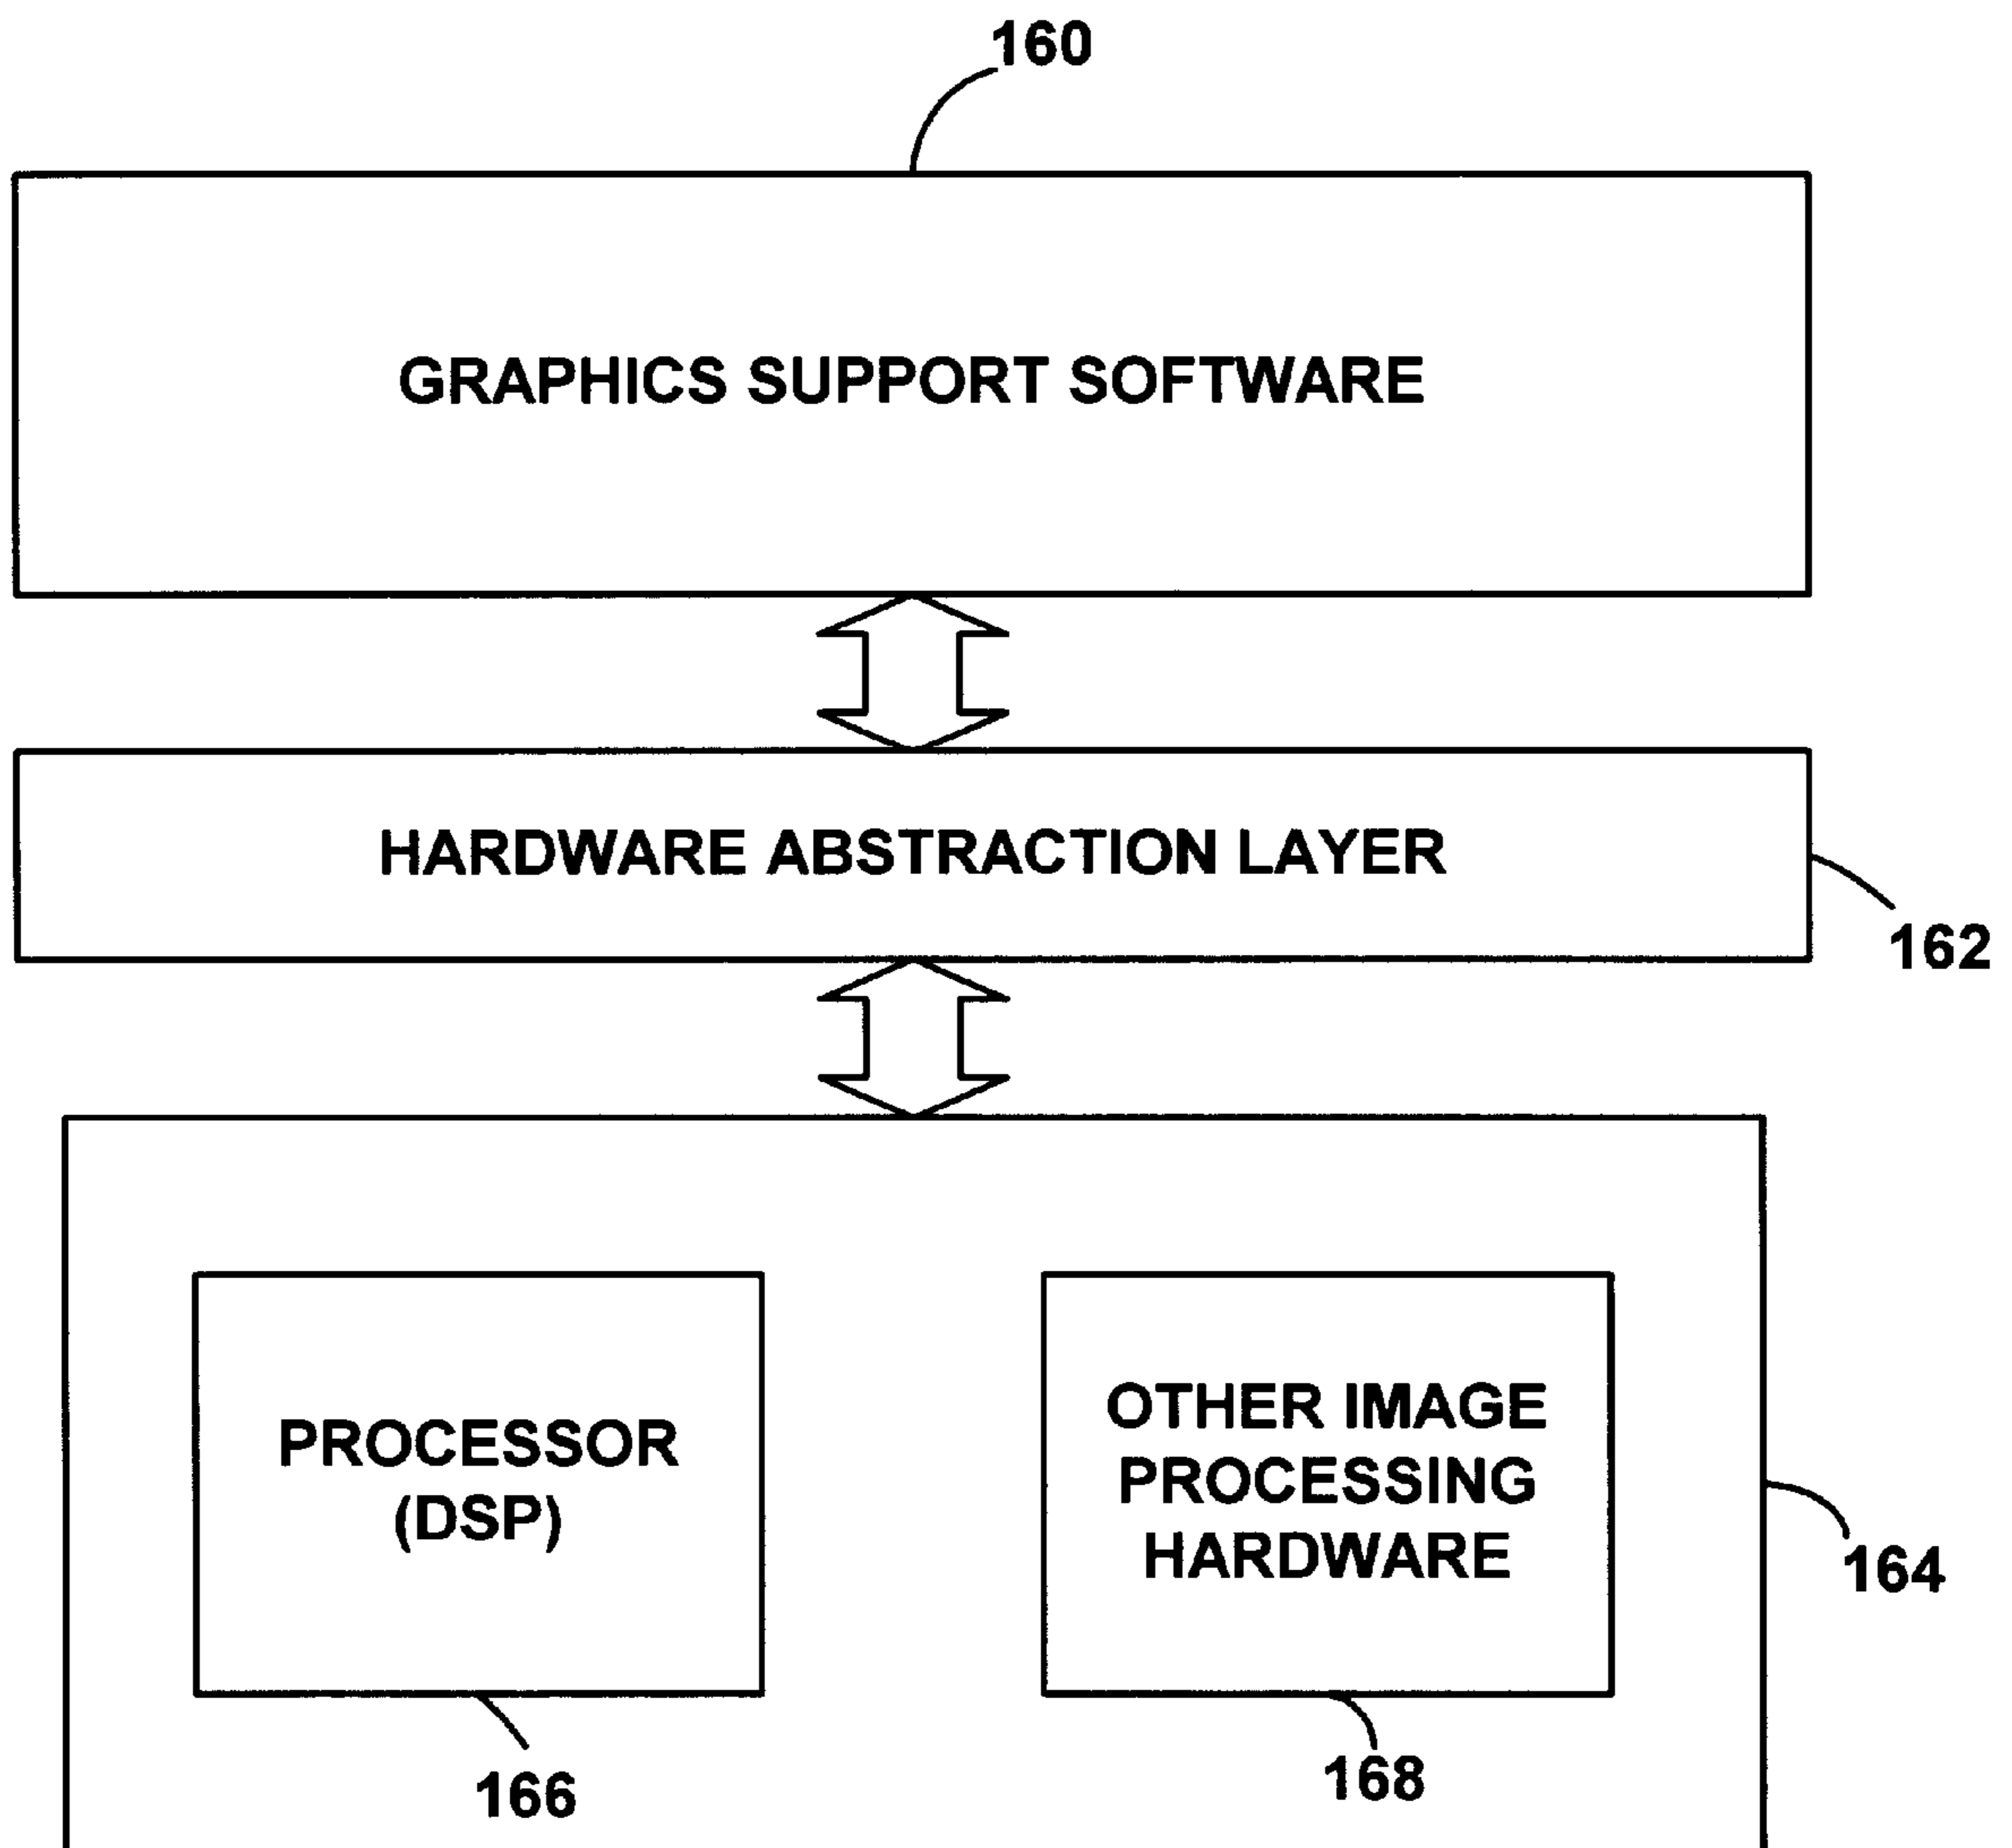 160
GRAPHICS SUPPORT SOFTWARE
HARDWARE ABSTRACTION LAYER
162
PROCESSOR
(DSP)
OTHER IMAGE
PROCESSING
HARDWARE
164
166
168